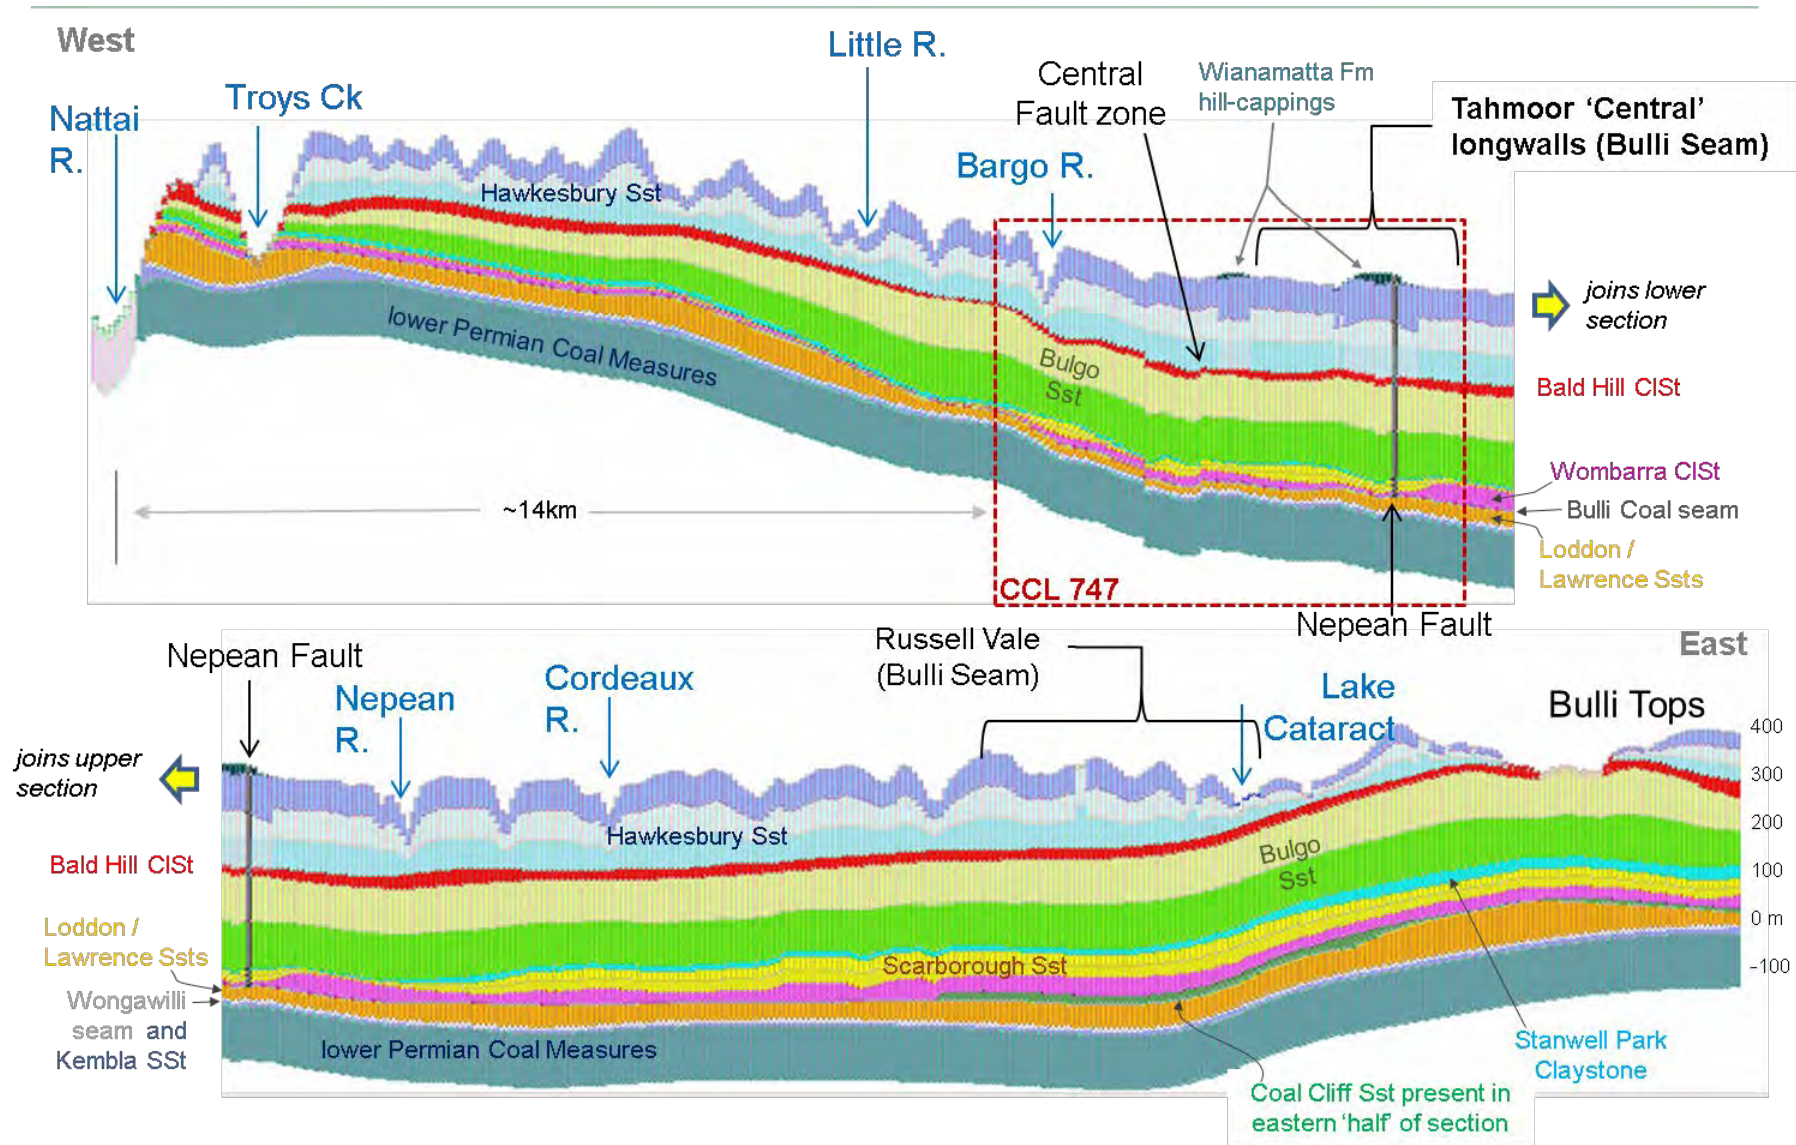 West
Little R.
Central
Fault zone
Wianamatta Fm
hill-cappings
Troys Ck
Nattai
R.
Tahmoor ‘Central’
longwalls (Bulli Seam)
Bargo R.
Hawkesbury Sst
joins lower
section
lower Permian Coal Measures
Bulgo
Sst
Bald Hill ClSt
Wombarra ClSt
~14km
Bulli Coal seam
Loddon /
Lawrence Ssts
CCL 747
Nepean Fault
Russell Vale
(Bulli Seam)
East
Nepean Fault
Nepean
R.
Cordeaux
R.
Lake
Cataract
Bulli Tops
400
joins upper
section
300
200
Hawkesbury Sst
Bulgo
Sst
Bald Hill ClSt
100
0 m
Loddon /
Lawrence Ssts
Scarborough Sst
-100
Wongawilli
seam and
Kembla SSt
lower Permian Coal Measures
Stanwell Park
Claystone
Coal Cliff Sst present in
eastern ‘half’ of section